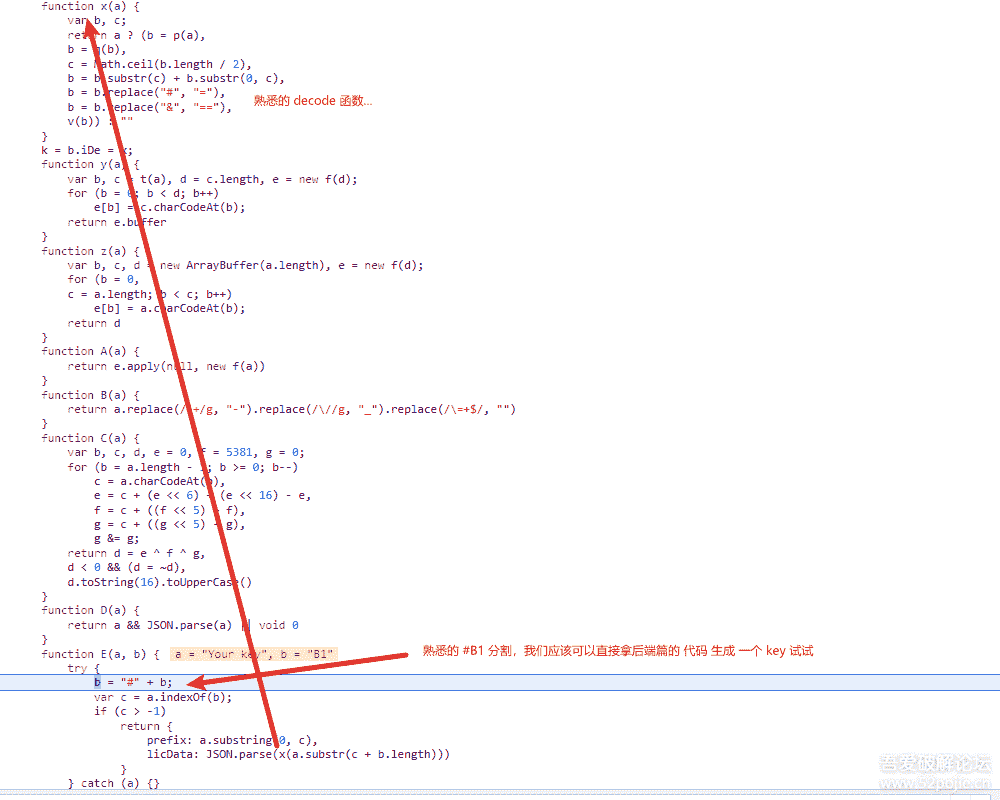 function x(a) {
var b, c;
return a ? (b = p(a),
b = (b),
c = Math.ceil(b.length / 2),
b = b.substr(c) + b.substr(0, c),
b = b.replace("#", "="),
b = b.replace("&", "=="),
v(b)) : ""
}
熟悉的 decode 函数...
k = b.iDe = x;
function y(a) {
var b, c = t(a), d = c.length, e = new f(d);
for (b = 0; b < d; b++)
e[b] = c.charCodeAt(b);
return e.buffer
}
function z(a) {
var b, c, d = new ArrayBuffer(a.length), e = new f(d);
for (b = 0,
c = a.length; b < c; b++)
e[b] = a.charCodeAt(b);
return d
}
function A(a) {
return e.apply(null, new f(a))
}
function B(a) {
return a.replace(/\+/g, "-").replace(/\//g, "_").replace(/\=+$/, "")
}
function C(a) {
var b, c, d, e = 0, f = 5381, g = 0;
for (b = a.length - 1; b >= 0; b--)
c = a.charCodeAt(b),
e = c + (e << 6) + (e << 16) - e,
f = c + ((f << 5) + f),
g = c + ((g << 5) - g),
g &= g;
return d = e ^ f ^ g,
d < 0 && (d = ~d),
d.toString(16).toUpperCase()
}
function D(a) {
return a && JSON.parse(a) || void 0
}
function E(a, b) { a = "Your key", b = "B1"
try {
熟悉的 #B1 分割，我们应该可以直接拿后端篇的 代码 生成 一个 key 试试
b = "#" + b;
var c = a.indexOf(b);
if (c > -1)
return {
prefix: a.substring(0, c),
licData: JSON.parse(x(a.substr(c + b.length)))
}
} catch (a) {}
吾爱破解论坛
www.52pojie.cn